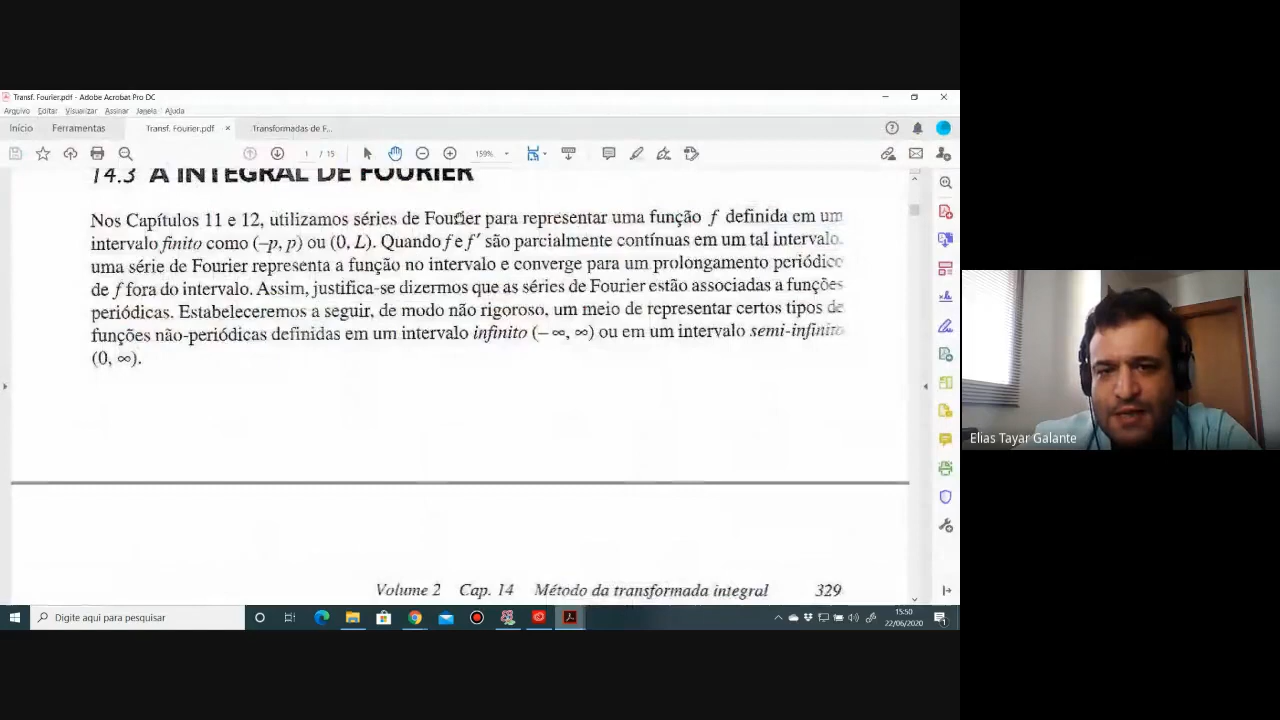 Transf. Fourier.pdf - Adobe Acrobat Pro DC
Arquivo Editar Visualizar Assinar Janela Ajuda
Início Ferramentas Transf. Fourier.pdf × Transformadas de F...
1 / 15 159%
14.3 A INTEGRAL DE FOURIER
Nos Capítulos 11 e 12, utilizamos séries de Fourier para representar uma função f definida em um
intervalo finito como (–p, p) ou (0, L). Quando f e f′ são parcialmente contínuas em um tal intervalo,
uma série de Fourier representa a função no intervalo e converge para um prolongamento periódico
de f fora do intervalo. Assim, justifica-se dizermos que as séries de Fourier estão associadas a funções
periódicas. Estabeleceremos a seguir, de modo não rigoroso, um meio de representar certos tipos de
funções não-periódicas definidas em um intervalo infinito (– ∞, ∞) ou em um intervalo semi-infinito
(0, ∞).
Volume 2 Cap. 14 Método da transformada integral 329
Elias Tayar Galante
Digite aqui para pesquisar
15:50
22/06/2020